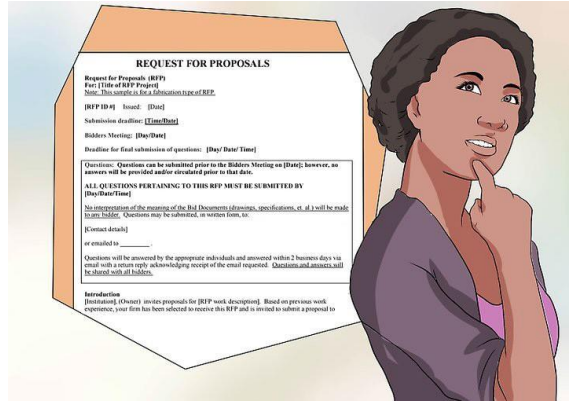 REQUEST FOR PROPOSALS
Request for Proposals (RFP)
For: [Title of RFP Project]
Note: This sample is for a fabrication type of RFP.
[RFP ID#] Issued: [Date]
Submission deadline: [Time/Date]
Bidders Meeting: [Day/Date]
Deadline for final submission of questions: [Day/ Date/ Time]
Questions: Questions can be submitted prior to the Bidders Meeting on [Date]; however, no
answers will be provided and/or circulated prior to that date.
ALL QUESTIONS PERTAINING TO THIS RFP MUST BE SUBMITTED BY
[Day/Date/Time]
No interpretation of the meaning of the Bid Documents (drawings, specifications, et. al.) will be made
to any bidder. Questions may be submitted, in written form, to:
[Contact details]
or emailed to ________ .
Questions will be answered by the appropriate individuals and answered within 2 business days via
email with a return reply acknowledging receipt of the email requested. Questions and answers will
be shared with all bidders.
Introduction
[Institution], (Owner) invites proposals for [RFP work description]. Based on previous work
experience, your firm has been selected to receive this RFP and is invited to submit a proposal to